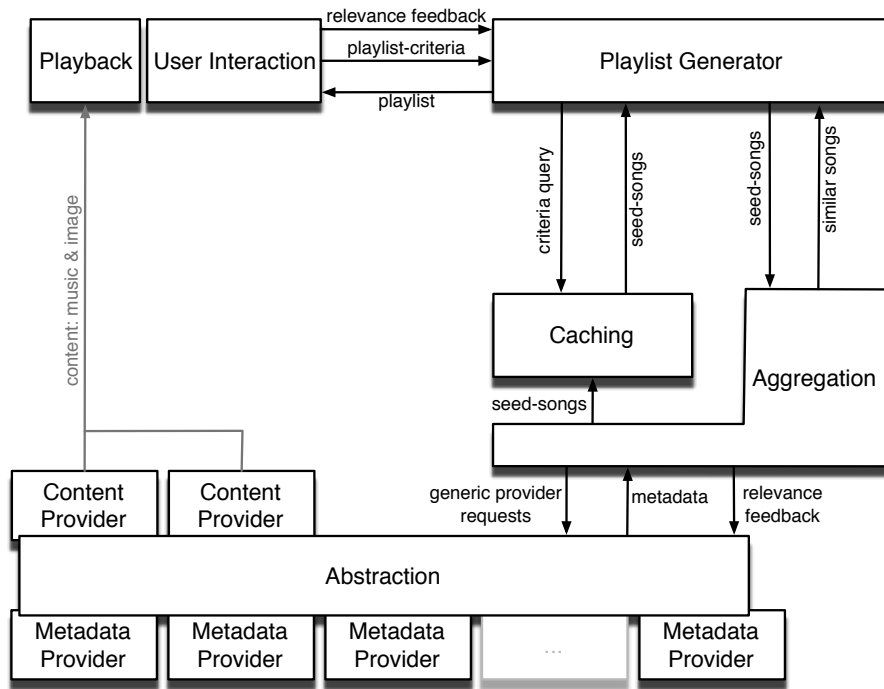 relevance feedback
Playback
User Interaction
playlist-criteria
Playlist Generator
playlist
criteria query
seed-songs
seed-songs
similar songs
content: music & image
Caching
Aggregation
seed-songs
Content
Provider
Content
Provider
generic provider
requests
metadata
relevance
feedback
Abstraction
Metadata
Provider
Metadata
Provider
Metadata
Provider
...
Metadata
Provider